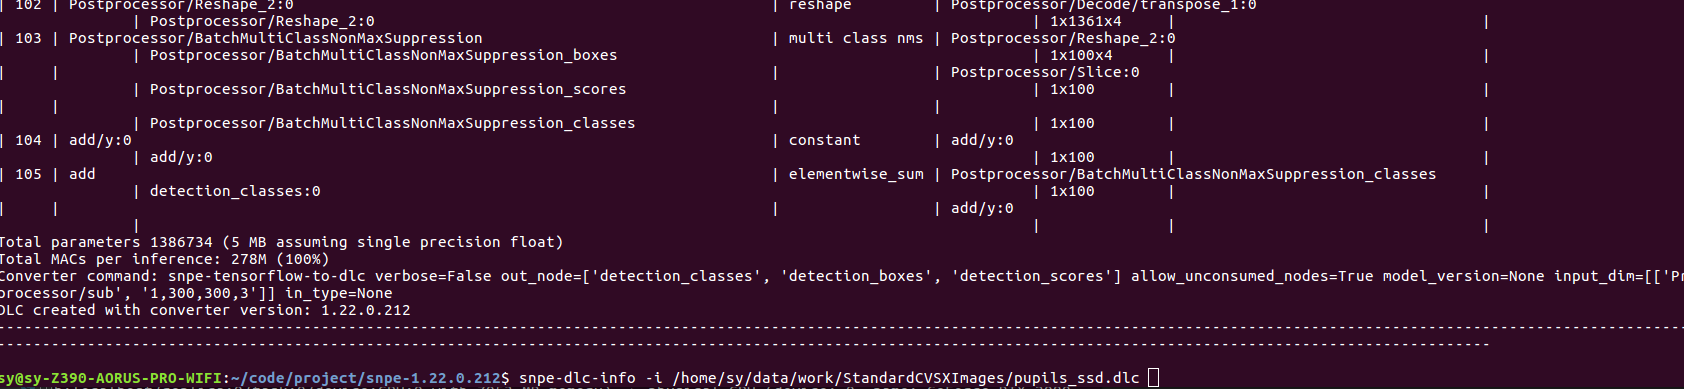 | 102 | Postprocessor/Reshape_2:0 | reshape | Postprocessor/Decode/transpose_1:0
| Postprocessor/Reshape_2:0 | 1x1361x4 | |
| 103 | Postprocessor/BatchMultiClassNonMaxSuppression | multi class nms | Postprocessor/Reshape_2:0
| Postprocessor/BatchMultiClassNonMaxSuppression_boxes | 1x100x4 | |
| | | | Postprocessor/Slice:0
| Postprocessor/BatchMultiClassNonMaxSuppression_scores | 1x100 | |
| | | |
| Postprocessor/BatchMultiClassNonMaxSuppression_classes | 1x100 | |
| 104 | add/y:0 | constant | add/y:0
| add/y:0 | 1x100 | |
| 105 | add | elementwise_sum | Postprocessor/BatchMultiClassNonMaxSuppression_classes
| detection_classes:0 | 1x100 | |
| | | | add/y:0
| | | |
Total parameters 1386734 (5 MB assuming single precision float)
Total MACs per inference: 278M (100%)
Converter command: snpe-tensorflow-to-dlc verbose=False out_node=['detection_classes', 'detection_boxes', 'detection_scores'] allow_unconsumed_nodes=True model_version=None input_dim=[['Pr
processor/sub', '1,300,300,3']] in_type=None
DLC created with converter version: 1.22.0.212
sy@sy-Z390-AORUS-PRO-WIFI:~/code/project/snpe-1.22.0.212$ snpe-dlc-info -i /home/sy/data/work/StandardCVSXImages/pupils_ssd.dlc